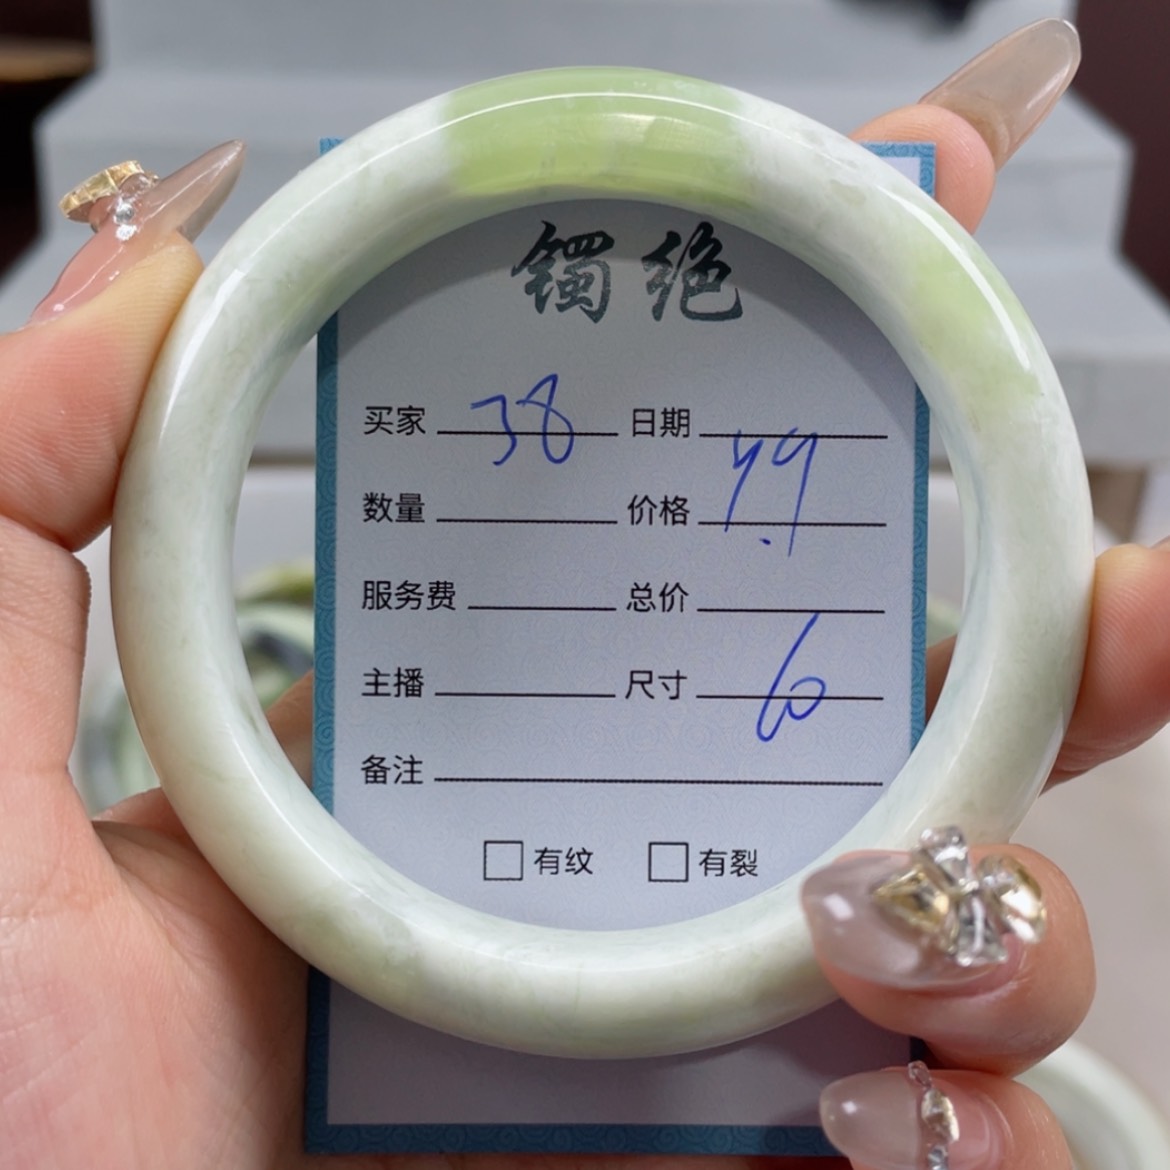 镯绝
买家 38 日期
数量 价格 49.
服务费 总价
主播 尺寸 60
备注
有纹 有裂